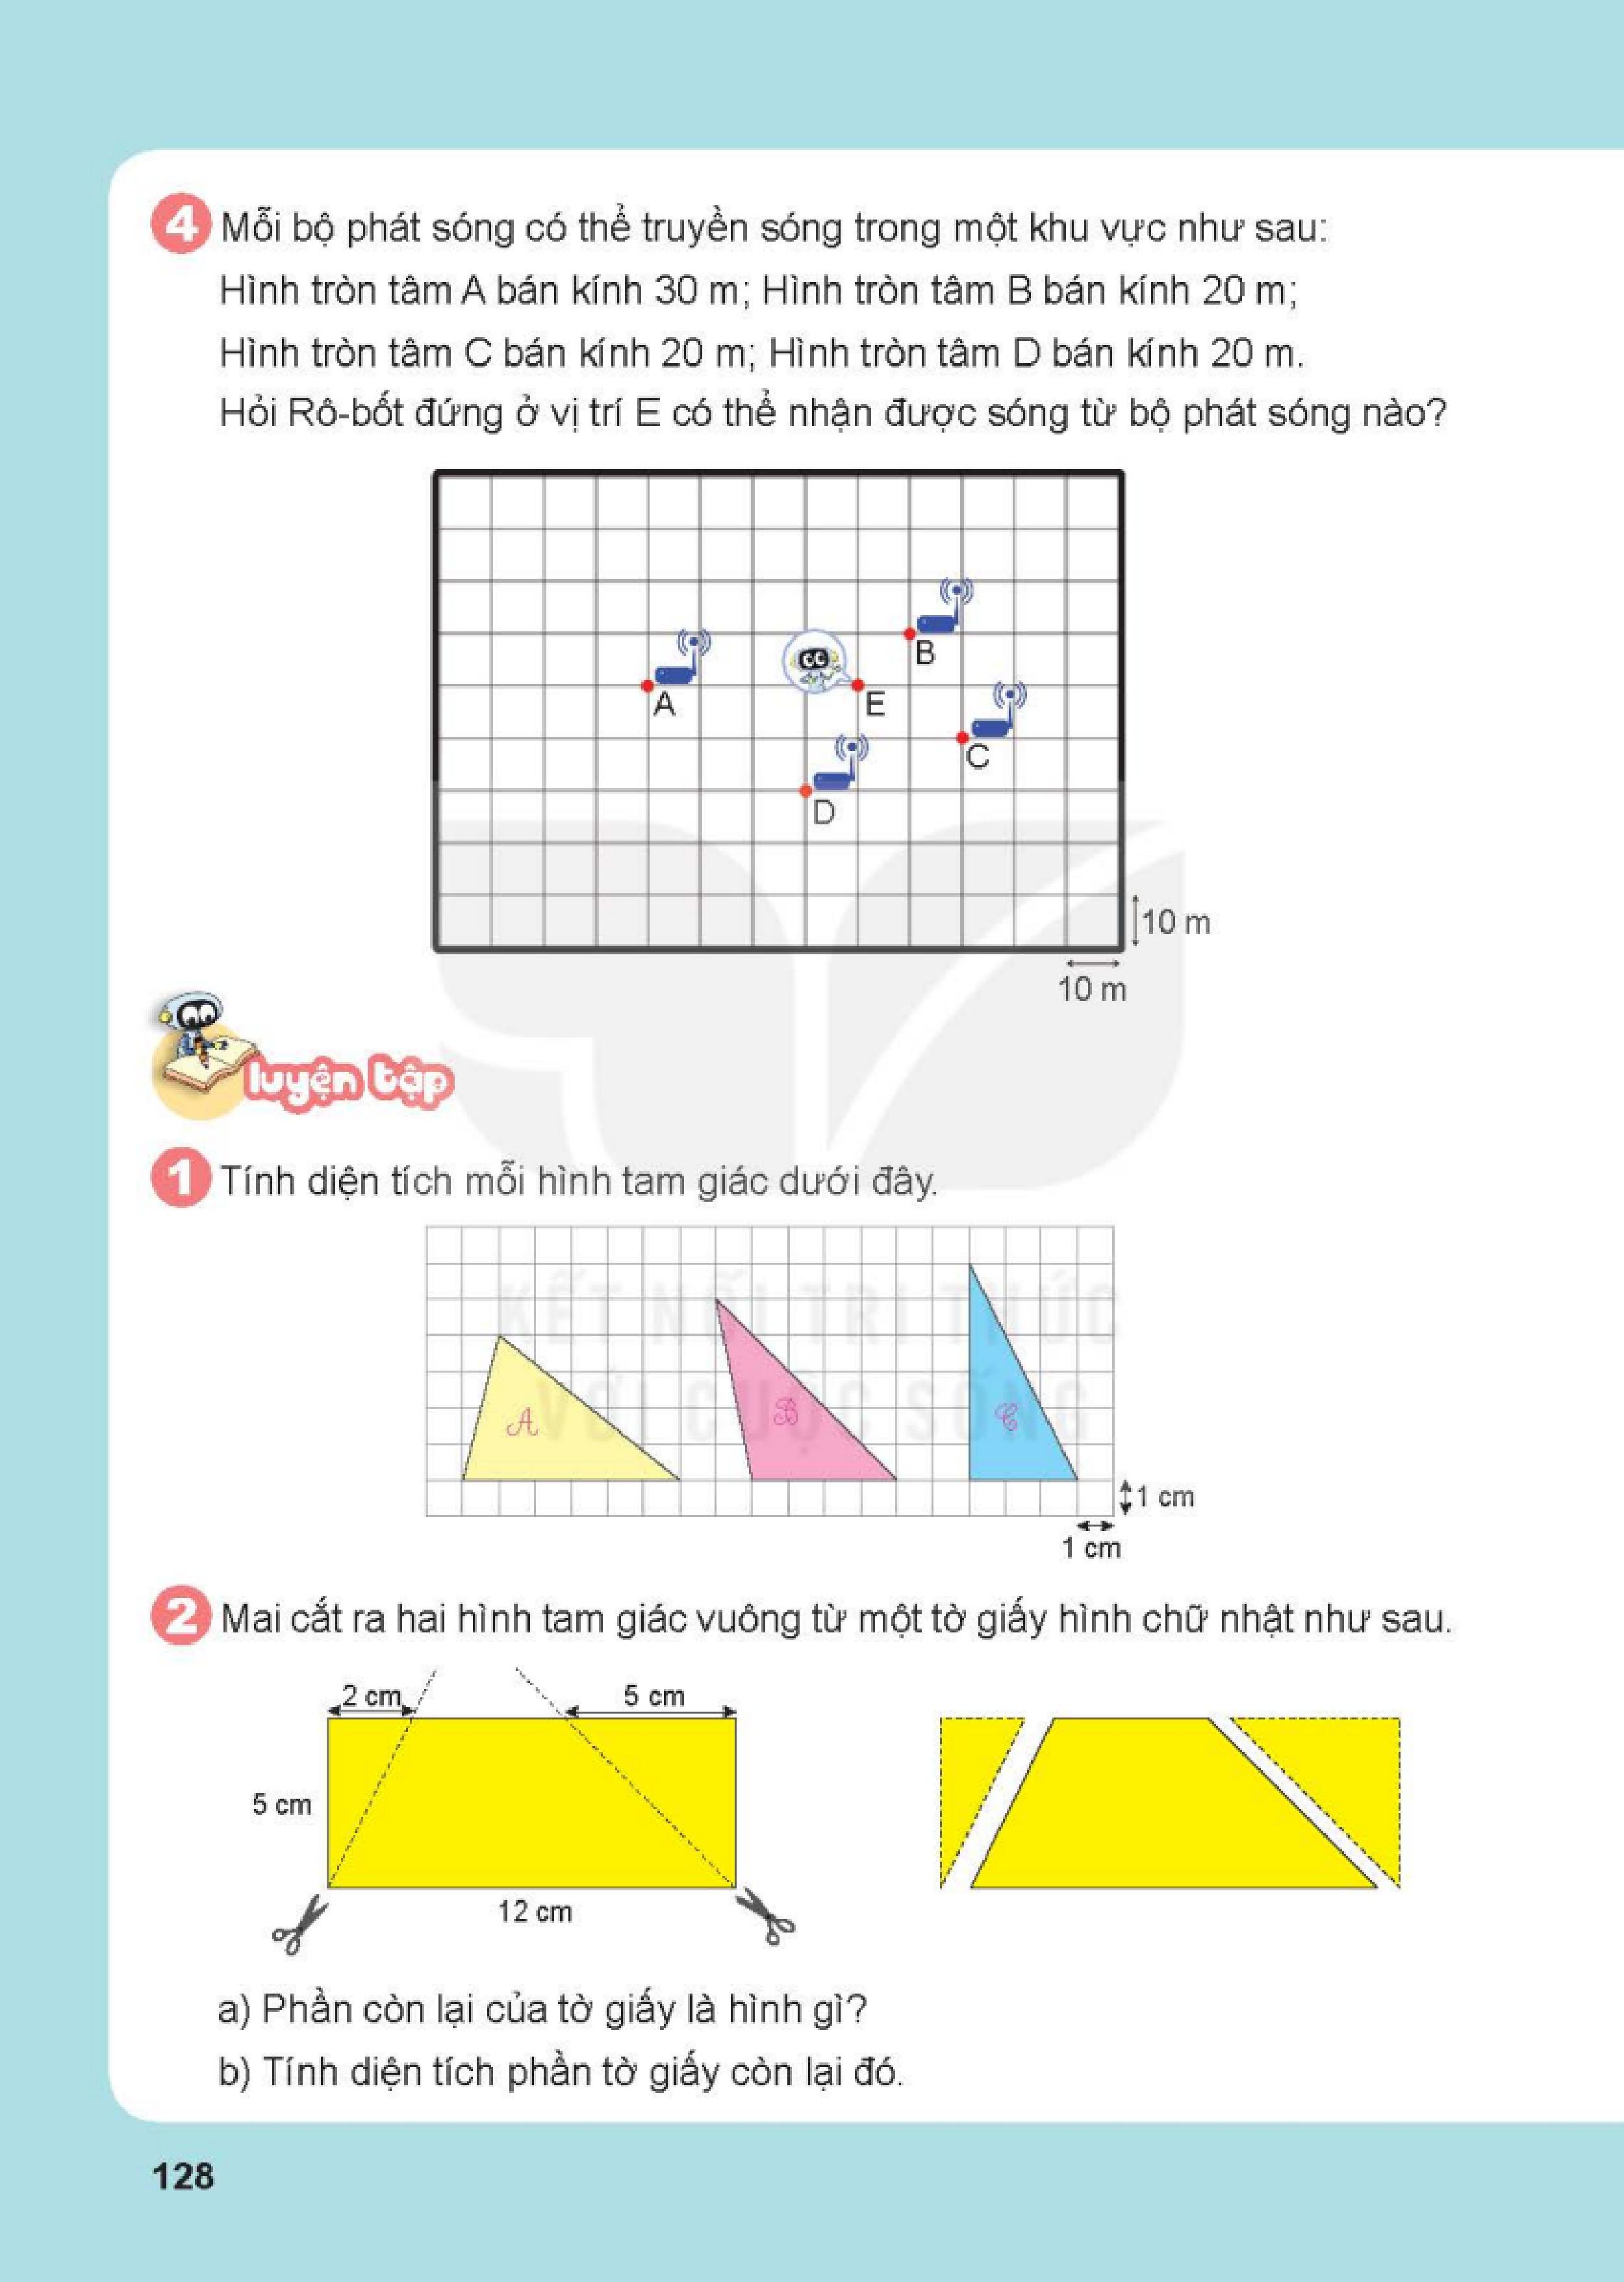 4 Mỗi bộ phát sóng có thể truyền sóng trong một khu vực như sau:
Hình tròn tâm A bán kính 30 m; Hình tròn tâm B bán kính 20 m;
Hình tròn tâm C bán kính 20 m; Hình tròn tâm D bán kính 20 m.
Hỏi Rô-bốt đứng ở vị trí E có thể nhận được sóng từ bộ phát sóng nào?
B
A
E
C
D
10 m
10 m
luyện tập
1 Tính diện tích mỗi hình tam giác dưới đây.
KẾT NỐI TRI THỨC
VỚI CUỘC SỐNG
A
B
C
1 cm
1 cm
2 Mai cắt ra hai hình tam giác vuông từ một tờ giấy hình chữ nhật như sau.
2 cm
5 cm
5 cm
12 cm
a) Phần còn lại của tờ giấy là hình gì?
b) Tính diện tích phần tờ giấy còn lại đó.
128